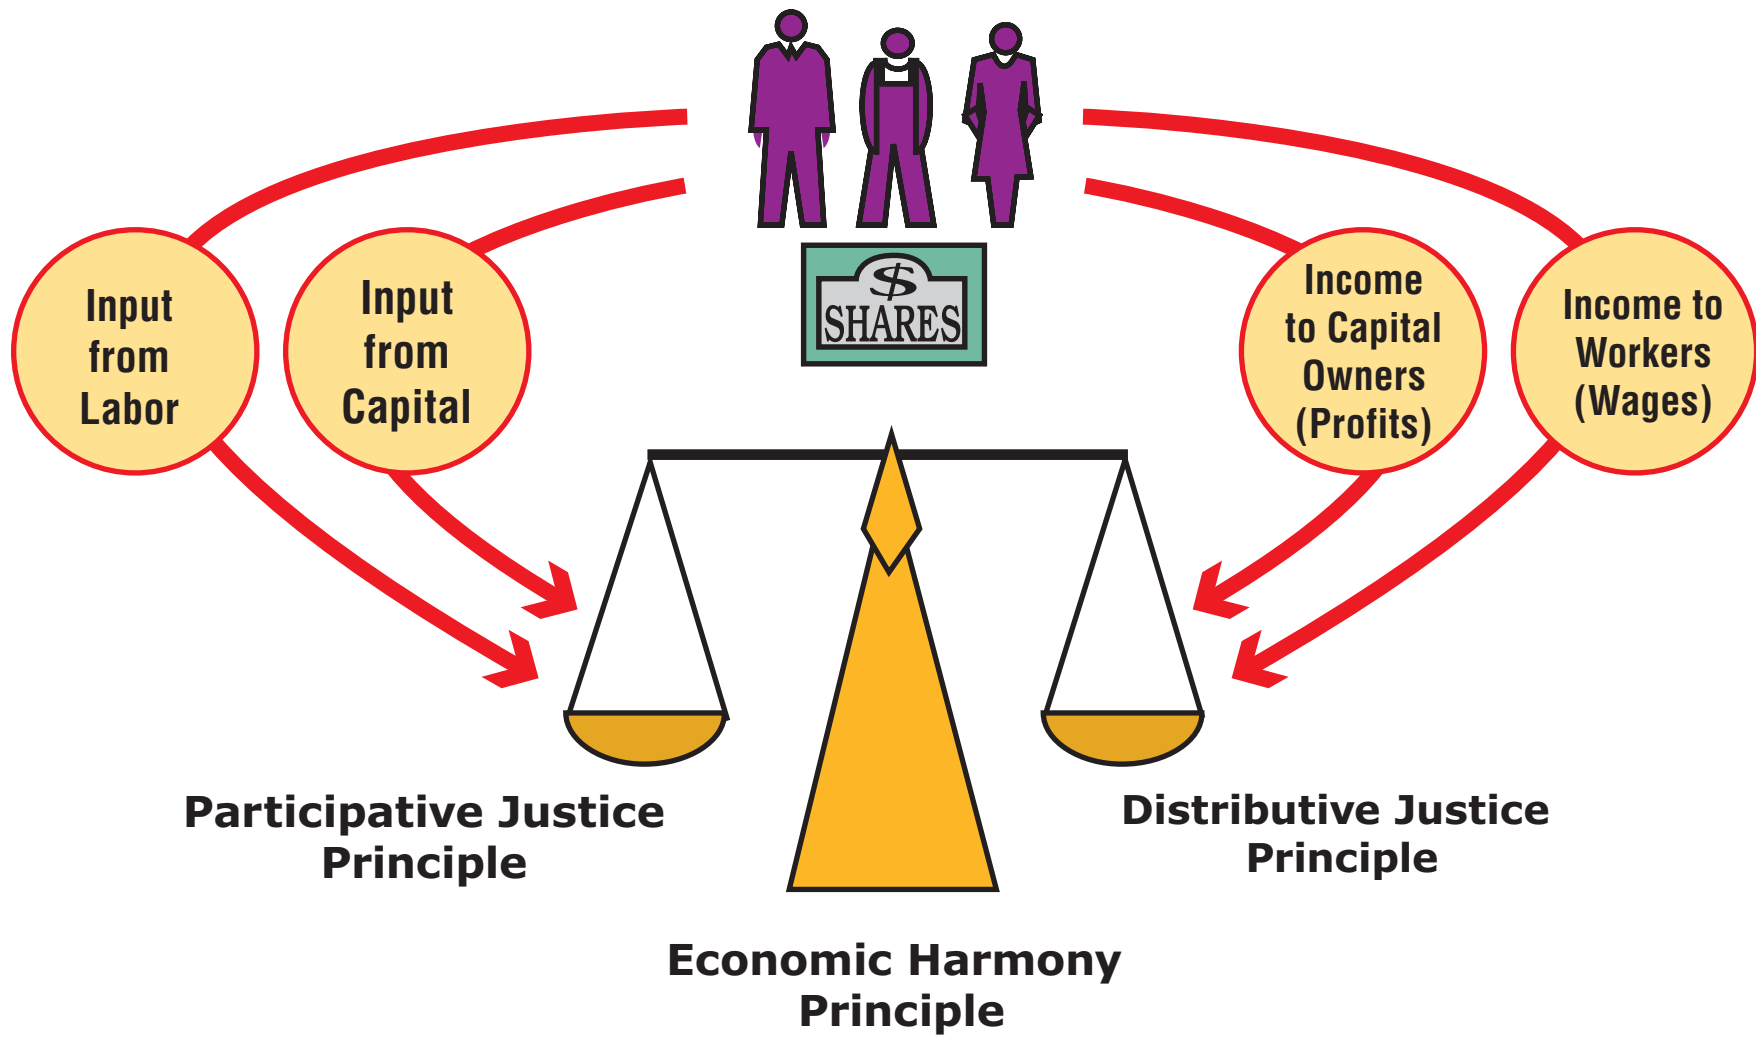 $
SHARES
Input
from
Labor
Input
from
Capital
Income
to Capital
Owners
(Profits)
Income to
Workers
(Wages)
Participative Justice
Principle
Distributive Justice
Principle
Economic Harmony
Principle